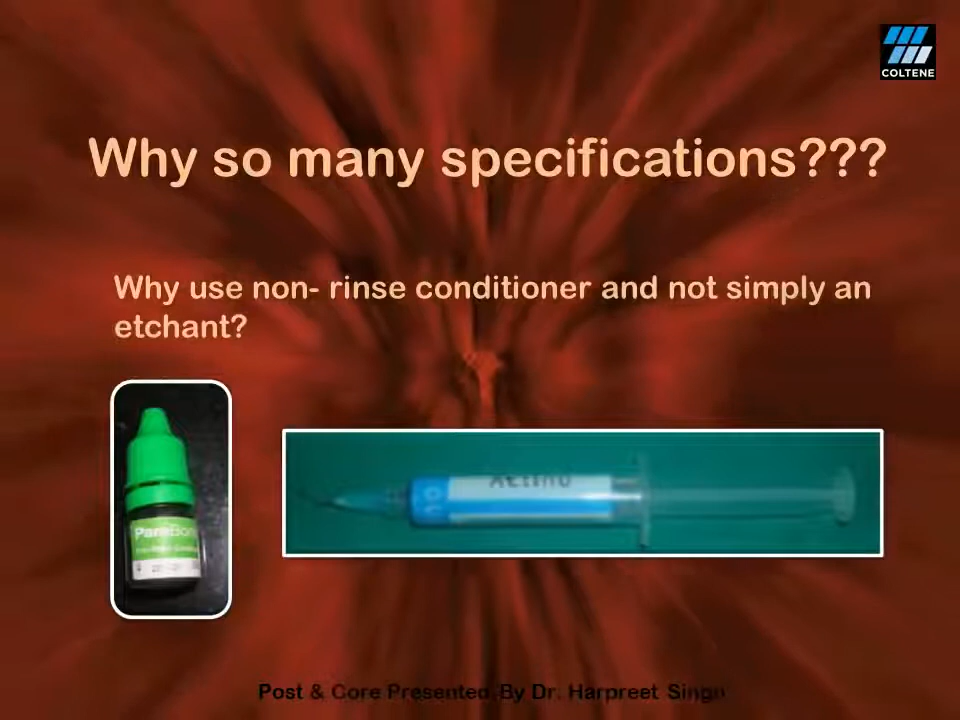 COLTENE
Why so many specifications???
Why use non- rinse conditioner and not simply an
etchant?
ParaBond
Post & Core Presented By Dr. Harpreet Singh